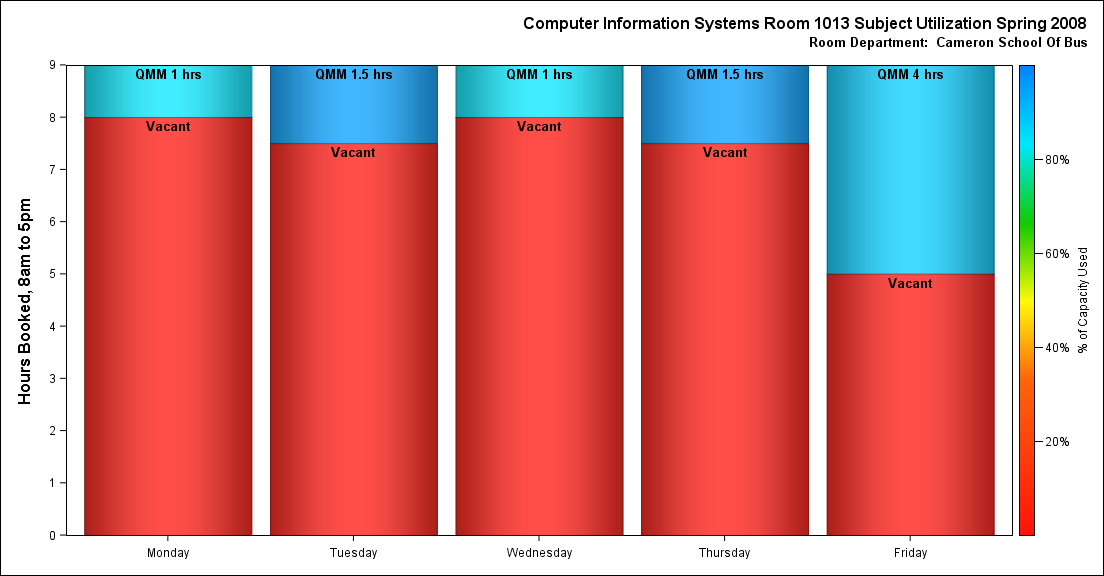 Computer Information Systems Room 1013 Subject Utilization Spring 2008
Room Department:  Cameron School Of Bus
Hours Booked, 8am to 5pm
9
8
7
6
5
4
3
2
1
0
QMM 1 hrs
Vacant
QMM 1.5 hrs
Vacant
QMM 1 hrs
Vacant
QMM 1.5 hrs
Vacant
QMM 4 hrs
Vacant
Monday
Tuesday
Wednesday
Thursday
Friday
80%
60%
40%
20%
% of Capacity Used